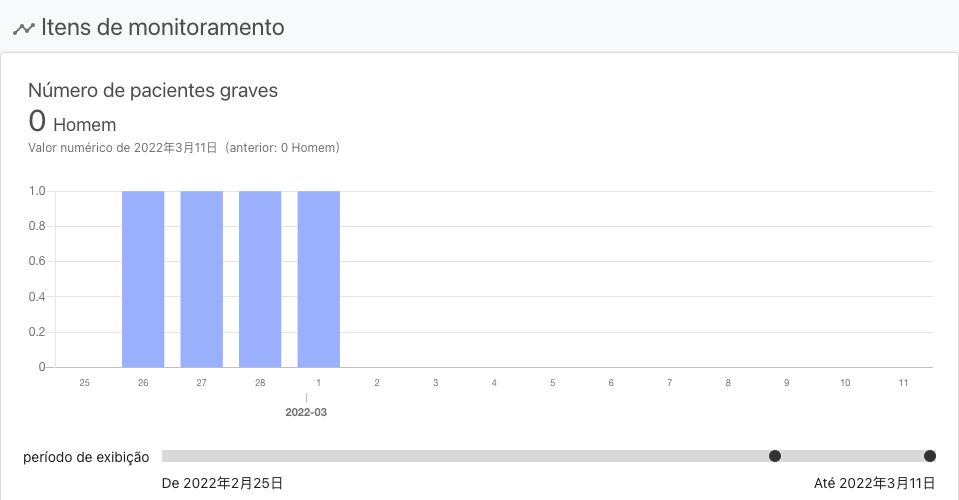 Itens de monitoramento
Número de pacientes graves
0 Homem
Valor numérico de 2022年3月11日（anterior: 0 Homem）
1.0
0.8
0.6
0.4
0.2
0
25 26 27 28 1 2 3 4 5 6 7 8 9 10 11
2022-03
período de exibição
De 2022年2月25日 Até 2022年3月11日